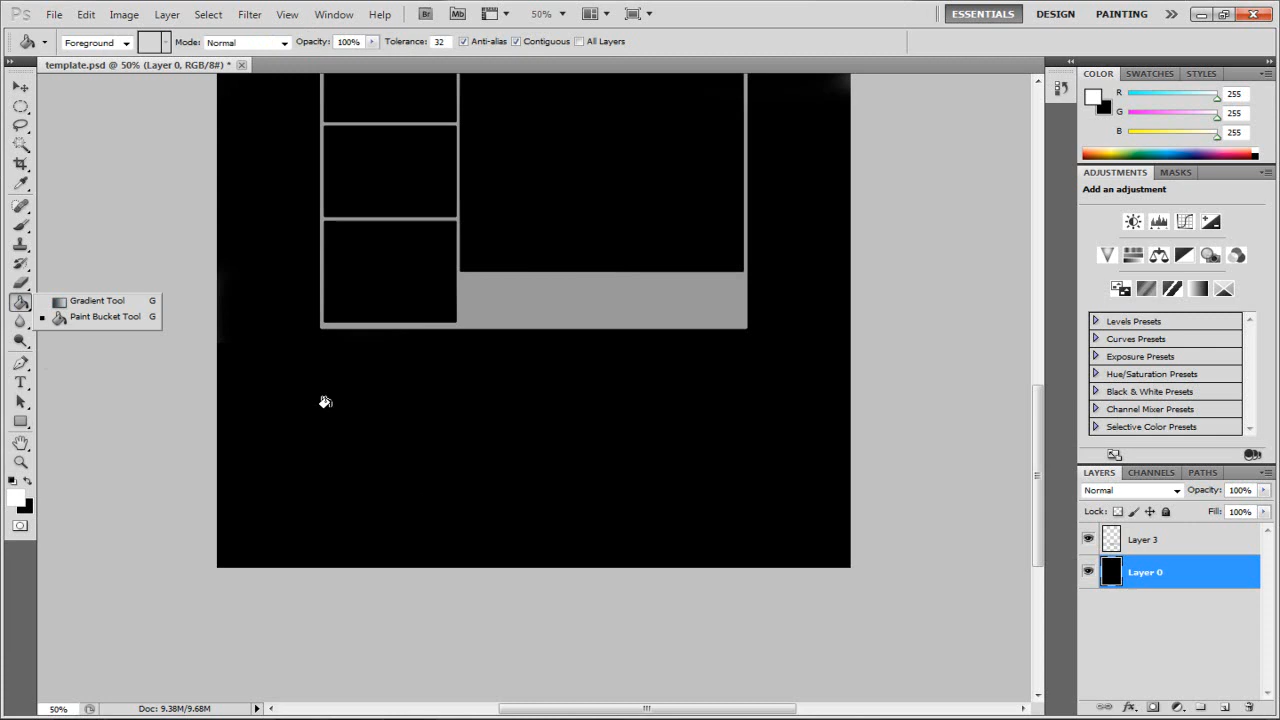 Ps File Edit Image Layer Select Filter View Window Help Br Mb 50% ESSENTIALS DESIGN PAINTING
Foreground Mode: Normal Opacity: 100% Tolerance: 32 Anti-alias Contiguous All Layers
template.psd @ 50% (Layer 0, RGB/8#) *
COLOR SWATCHES STYLES
R 255
G 255
B 255
ADJUSTMENTS MASKS
Add an adjustment
Gradient Tool G
Paint Bucket Tool G
Levels Presets
Curves Presets
Exposure Presets
Hue/Saturation Presets
Black & White Presets
Channel Mixer Presets
Selective Color Presets
LAYERS CHANNELS PATHS
Normal Opacity: 100%
Lock: Fill: 100%
Layer 3
Layer 0
50% Doc: 9.38M/9.68M